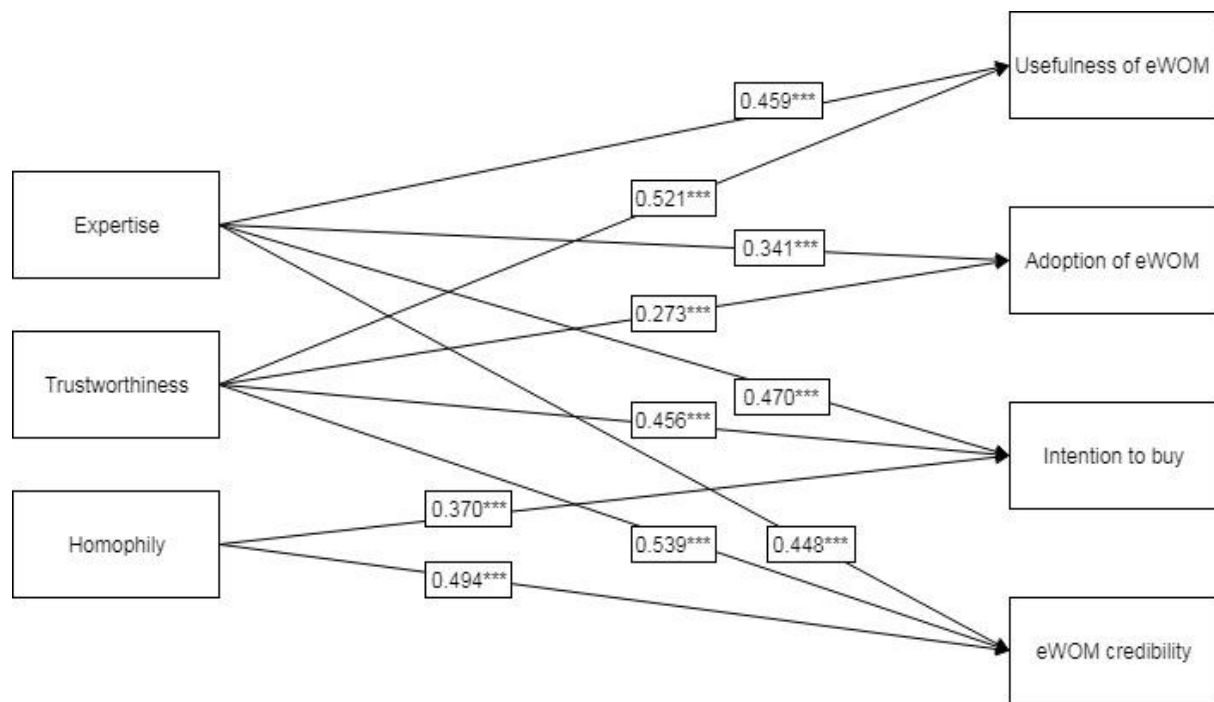 Usefulness of eWOM
0.459***
Expertise
0.521***
Adoption of eWOM
0.341***
0.273***
Trustworthiness
0.470***
0.456***
Intention to buy
Homophily
0.370***
0.539***
0.448***
0.494***
eWOM credibility